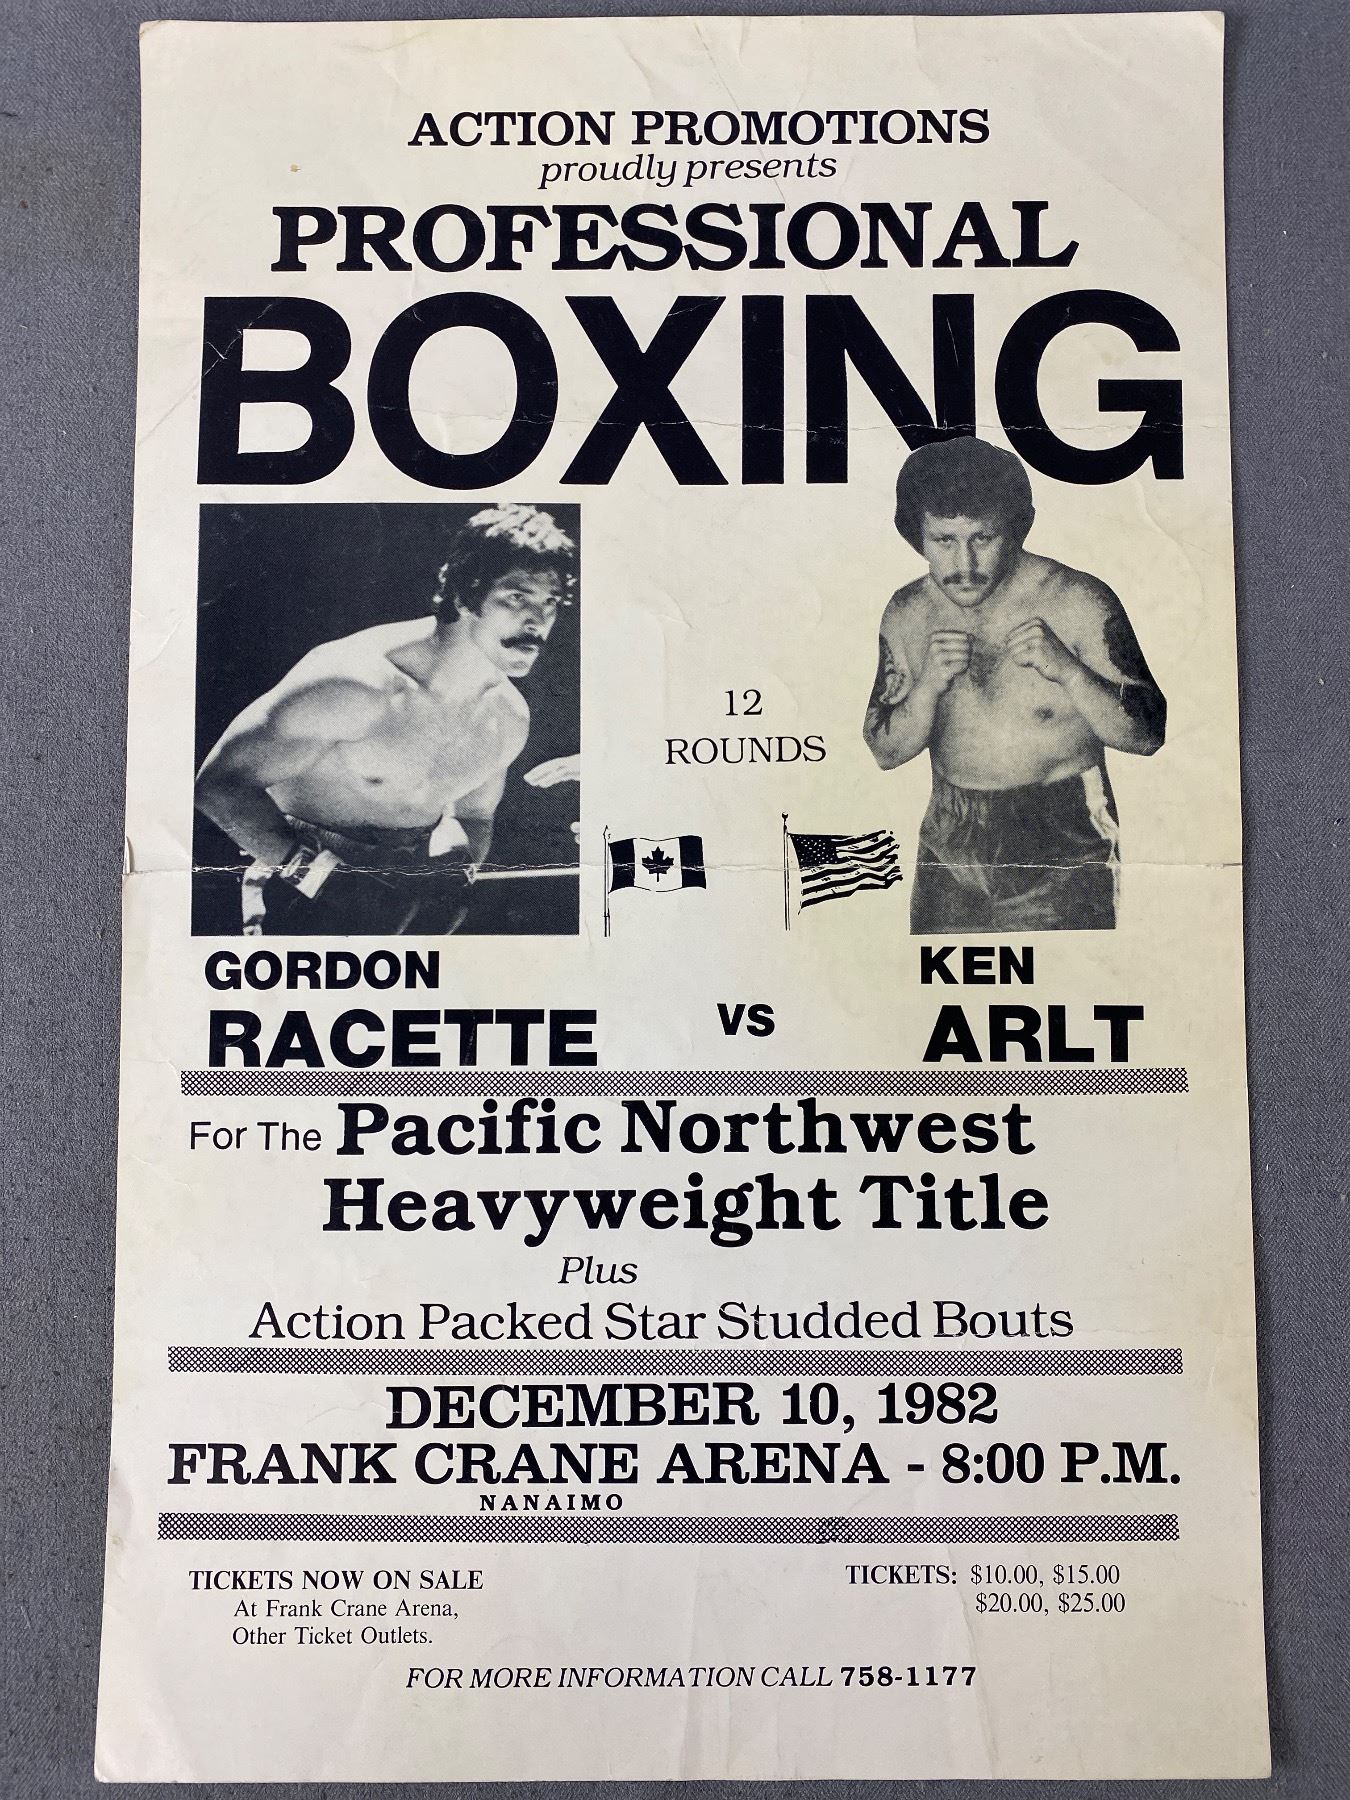 ACTION PROMOTIONS
proudly presents
PROFESSIONAL
BOXING
12
ROUNDS
GORDON
RACETTE
VS
KEN
ARLT
For The Pacific Northwest
Heavyweight Title
Plus
Action Packed Star Studded Bouts
DECEMBER 10, 1982
FRANK CRANE ARENA - 8:00 P.M.
NANAIMO
TICKETS NOW ON SALE
At Frank Crane Arena,
Other Ticket Outlets.
TICKETS: $10.00, $15.00
$20.00, $25.00
FOR MORE INFORMATION CALL 758-1177